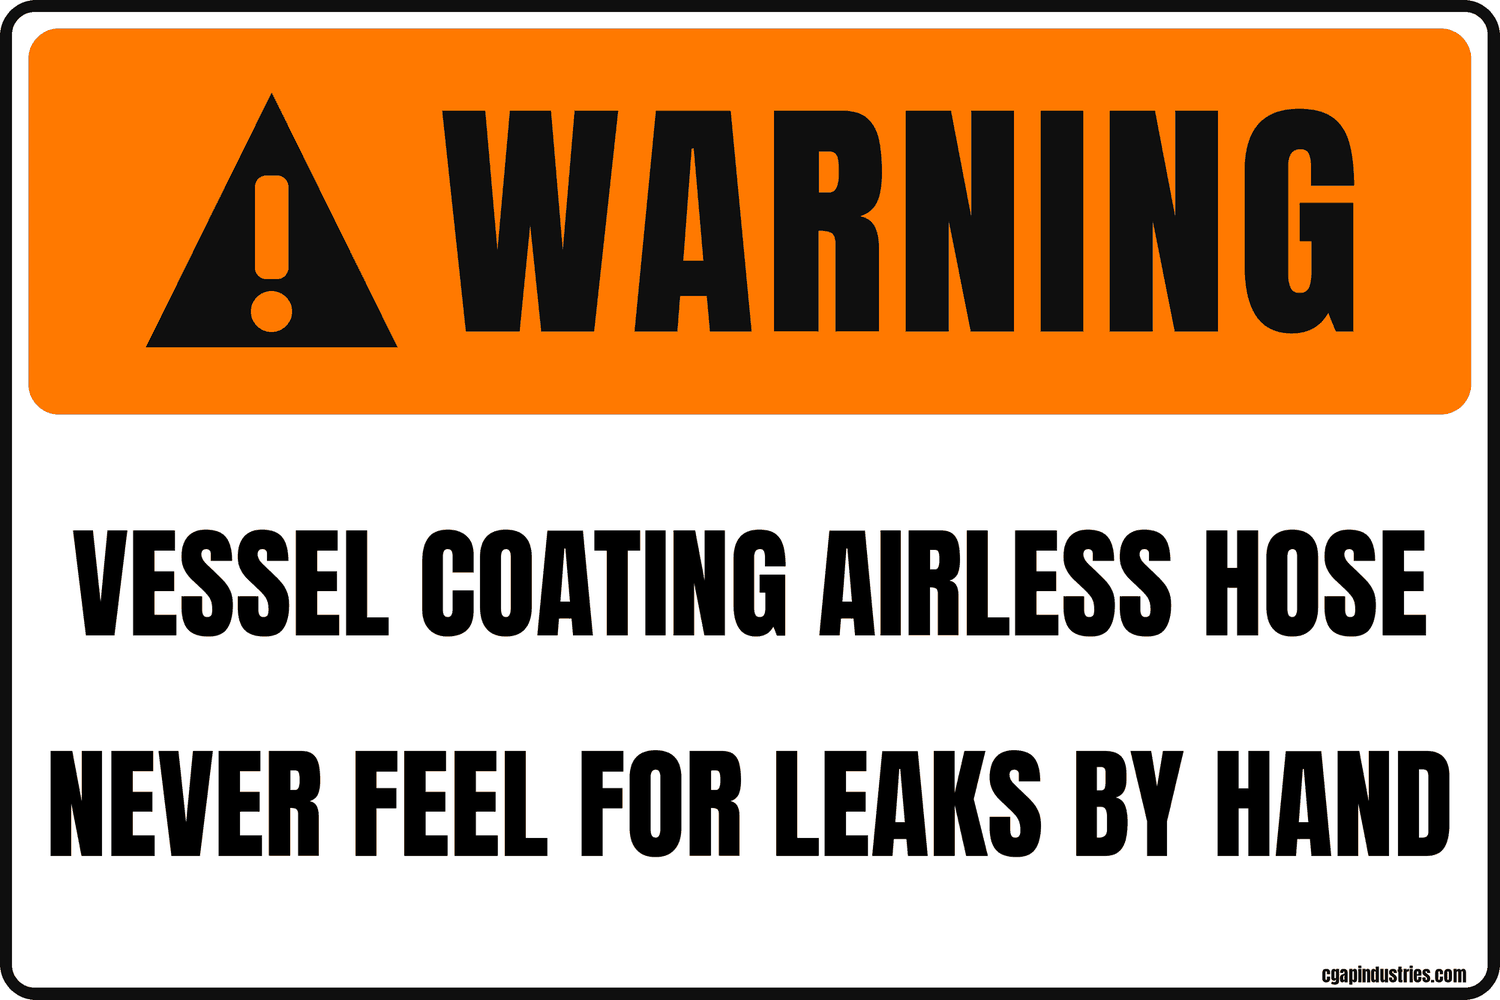 WARNING
VESSEL COATING AIRLESS HOSE
NEVER FEEL FOR LEAKS BY HAND
cgapindustries.com